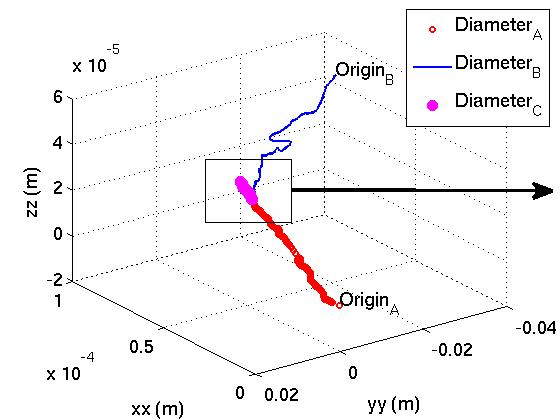 Diameter_A
Diameter_B
Diameter_C
x 10^-5
Origin_B
6
4
2
0
-2
zz (m)
Origin_A
1
0.5
0
x 10^-4
xx (m)
0.02
0
-0.02
-0.04
yy (m)